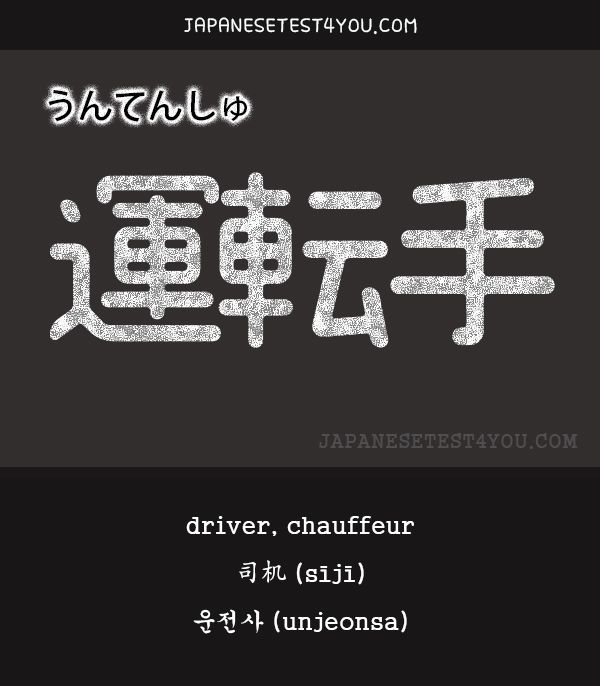 JAPANESETEST4YOU.COM
うんてんしゅ
運転手
JAPANESETEST4YOU.COM
driver, chauffeur
司机 (sījī)
운전사 (unjeonsa)